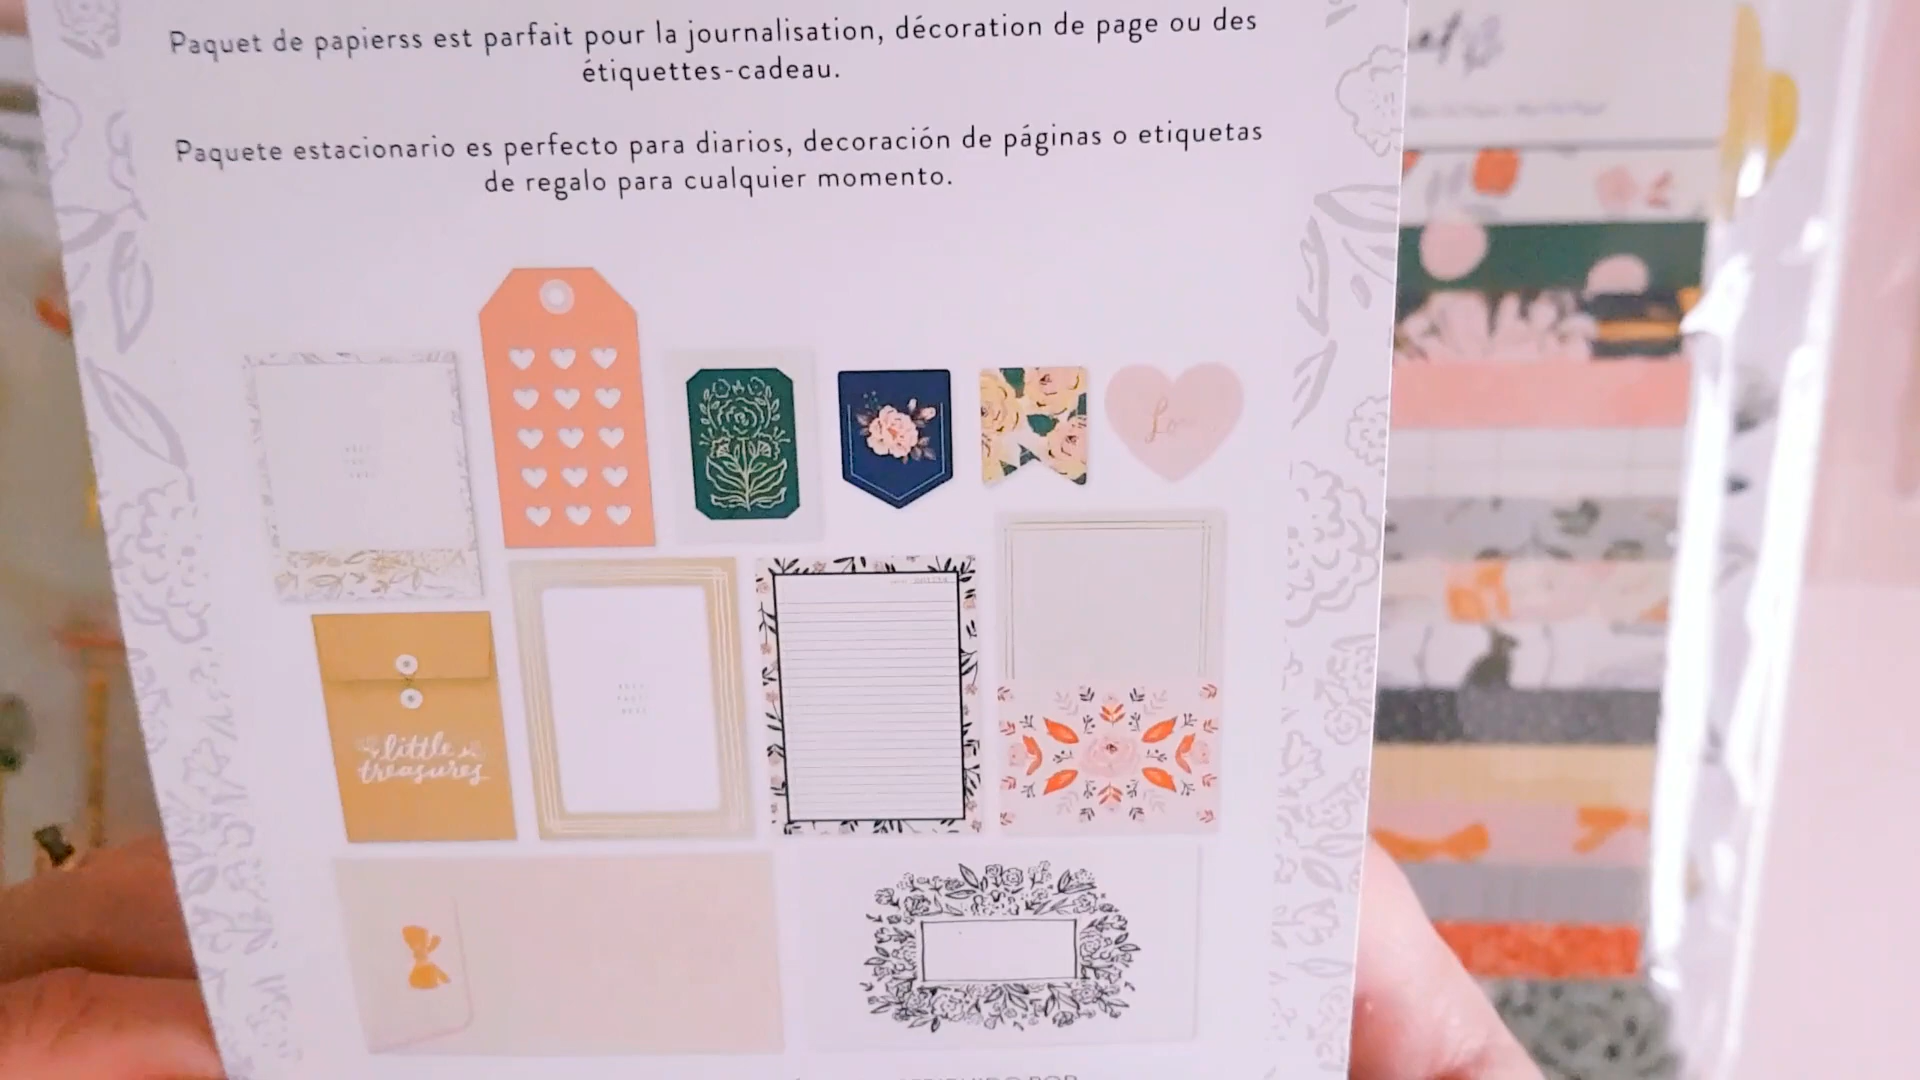 Paquet de papierss est parfait pour la journalisation, décoration de page ou des
étiquettes-cadeau.
Paquete estacionario es perfecto para diarios, decoración de páginas o etiquetas
de regalo para cualquier momento.
Love
little
treasures